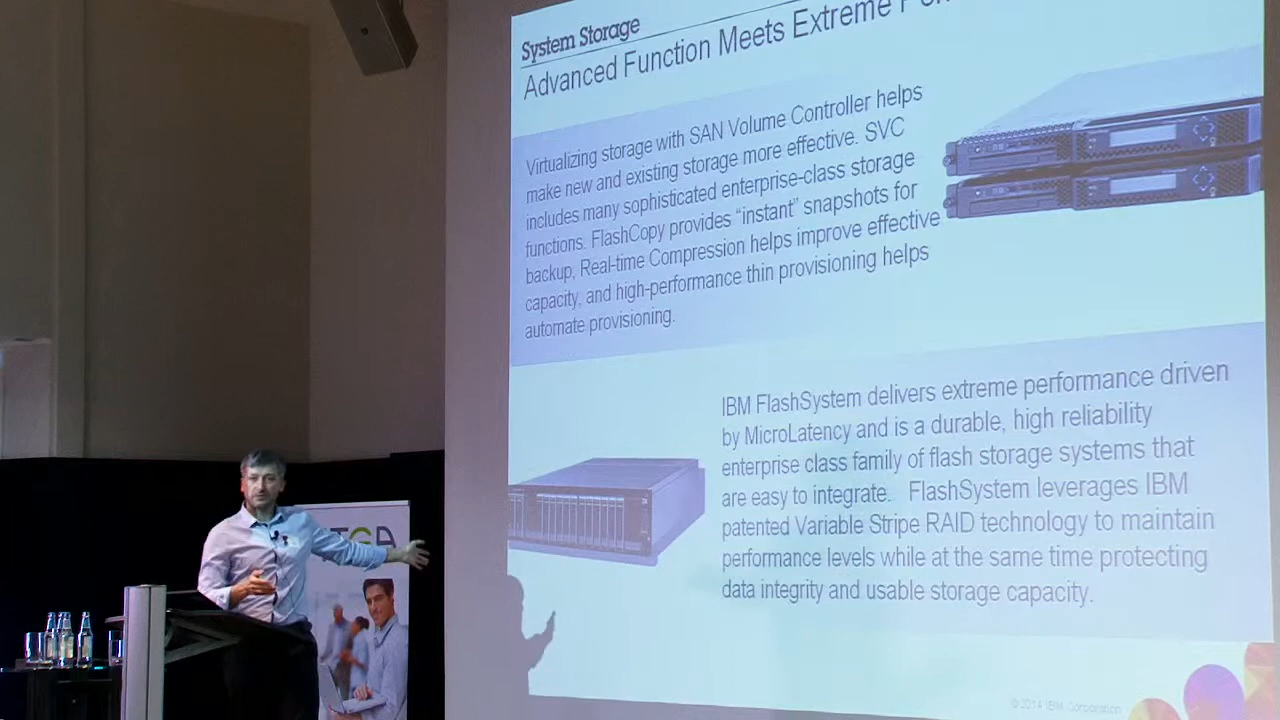 System Storage
Advanced Function Meets Extreme
Virtualizing storage with SAN Volume Controller helps
make new and existing storage more effective. SVC
includes many sophisticated enterprise-class storage
functions. FlashCopy provides “instant” snapshots for
backup, Real-time Compression helps improve effective
capacity, and high-performance thin provisioning helps
automate provisioning.
IBM FlashSystem delivers extreme performance driven
by MicroLatency and is a durable, high reliability
enterprise class family of flash storage systems that
are easy to integrate. FlashSystem leverages IBM
patented Variable Stripe RAID technology to maintain
performance levels while at the same time protecting
data integrity and usable storage capacity.
© 2014 IBM Corporation